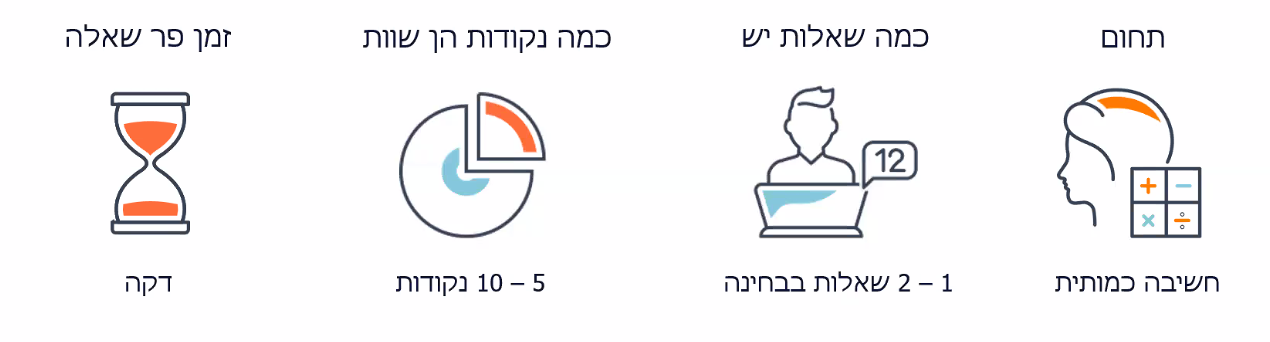 תחום
כמה שאלות יש
כמה נקודות הן שוות
זמן פר שאלה
12
+
−
×
÷
חשיבה כמותית
1 – 2 שאלות בבחינה
5 – 10 נקודות
דקה